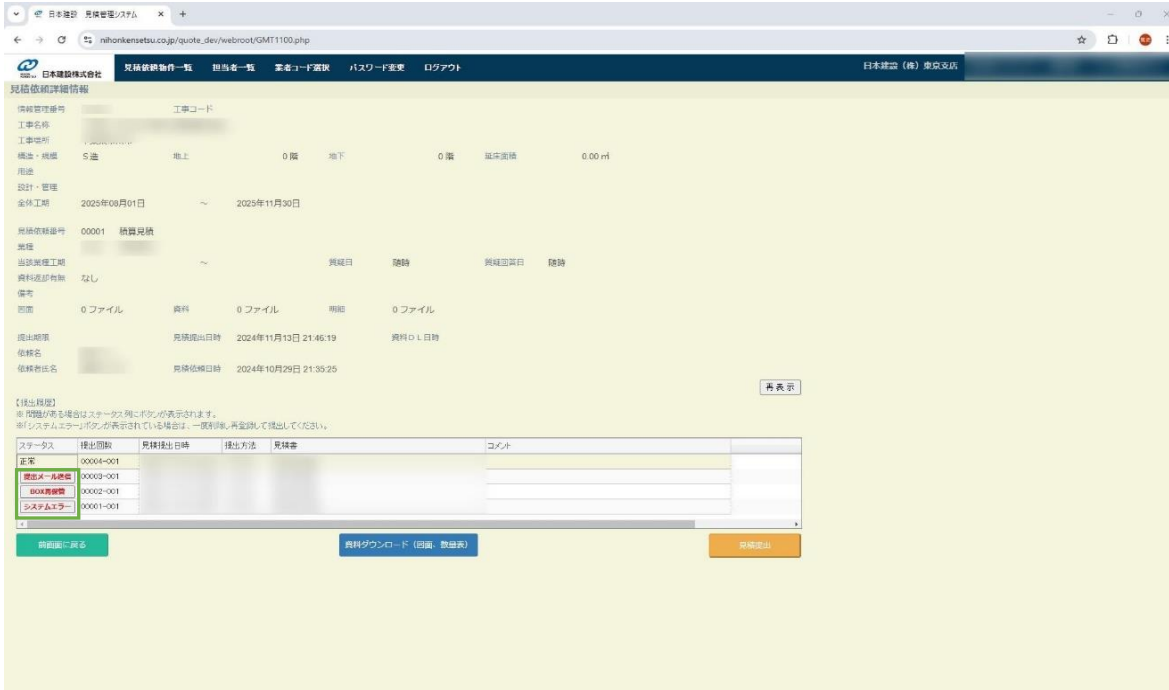 日本建設 見積管理システム
nihonkensetsu.co.jp/quote_dev/webroot/GMT1100.php
日本建設株式会社 見積依頼物件一覧 担当者一覧 業者コード選択 パスワード変更 ログアウト 日本建設（株）東京支店
見積依頼詳細情報
情報管理番号 工事コード
工事名称
工事場所
構造・規模 S造 地上 0階 地下 0階 延床面積 0.00㎡
用途
設計・管理
全体工期 2025年08月01日 ～ 2025年11月30日
見積依頼番号 00001 積算見積
業種
当該業種工期 ～ 質疑日 随時 質疑回答日 随時
資料返却有無 なし
備考
図面 0ファイル 資料 0ファイル 明細 0ファイル
提出期限 見積提出日時 2024年11月13日 21:46:19 資料ＤＬ日時
依頼名
依頼者氏名 見積依頼日時 2024年10月29日 21:35:25
再表示
【提出履歴】
※ 問題がある場合はステータス列にボタンが表示されます。
※「システムエラー」ボタンが表示されている場合は、一度削除し再登録して提出してください。
ステータス 提出回数 見積提出日時 提出方法 見積書 コメント
正常 00004-001
提出メール送信 00003-001
BOX再保管 00002-001
システムエラー 00001-001
前画面に戻る 資料ダウンロード（図面、数量表） 見積提出